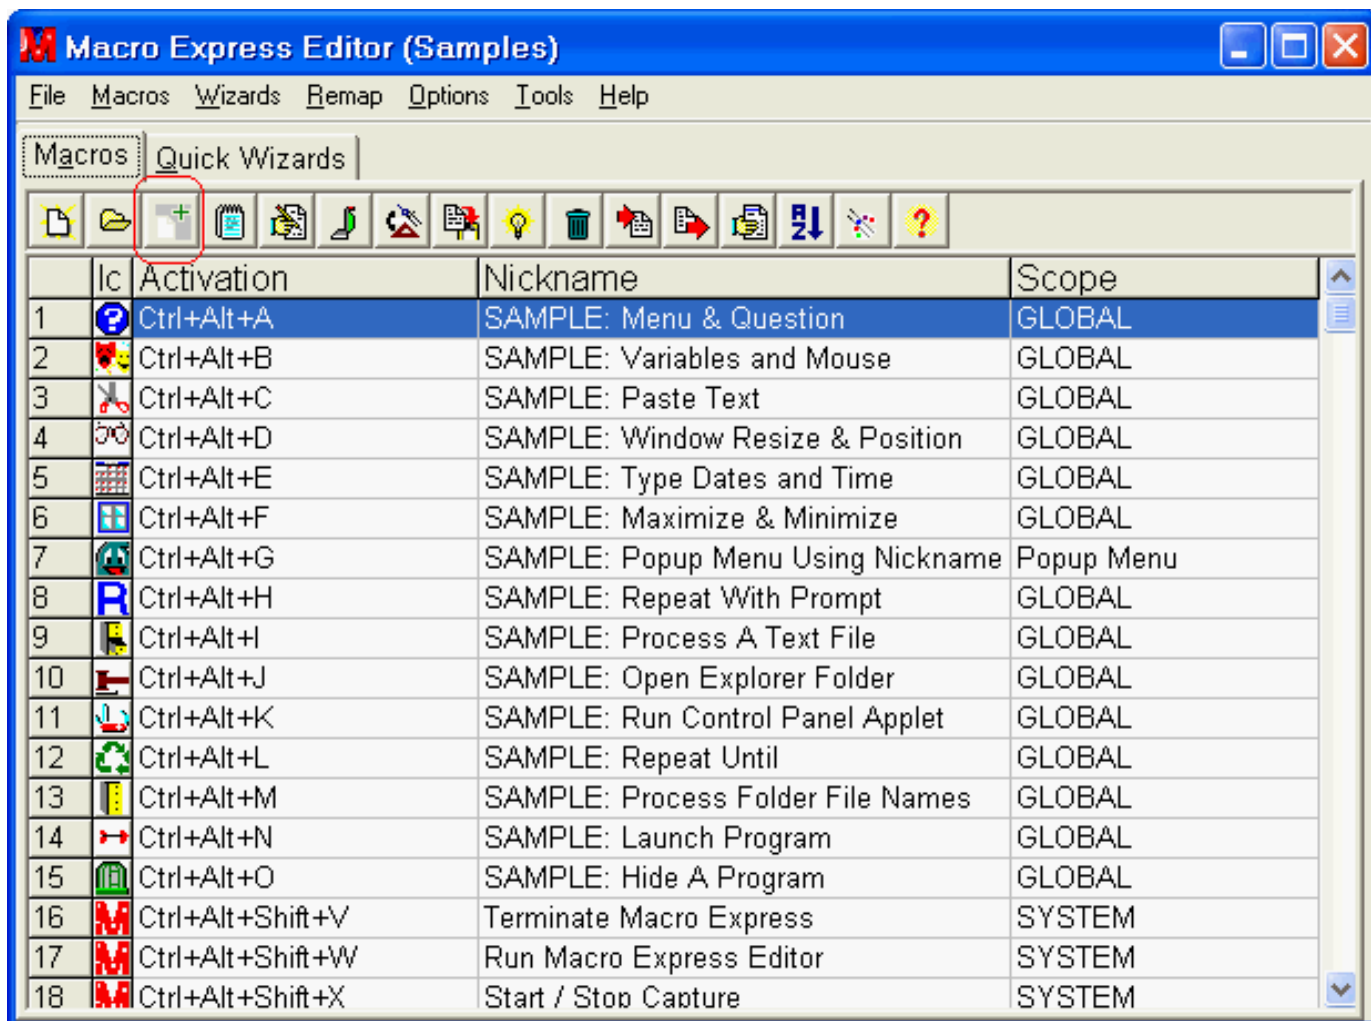 Macro Express Editor (Samples)
File Macros Wizards Remap Options Tools Help
Macros Quick Wizards
Ic Activation Nickname Scope
1 Ctrl+Alt+A SAMPLE: Menu & Question GLOBAL
2 Ctrl+Alt+B SAMPLE: Variables and Mouse GLOBAL
3 Ctrl+Alt+C SAMPLE: Paste Text GLOBAL
4 Ctrl+Alt+D SAMPLE: Window Resize & Position GLOBAL
5 Ctrl+Alt+E SAMPLE: Type Dates and Time GLOBAL
6 Ctrl+Alt+F SAMPLE: Maximize & Minimize GLOBAL
7 Ctrl+Alt+G SAMPLE: Popup Menu Using Nickname Popup Menu
8 Ctrl+Alt+H SAMPLE: Repeat With Prompt GLOBAL
9 Ctrl+Alt+I SAMPLE: Process A Text File GLOBAL
10 Ctrl+Alt+J SAMPLE: Open Explorer Folder GLOBAL
11 Ctrl+Alt+K SAMPLE: Run Control Panel Applet GLOBAL
12 Ctrl+Alt+L SAMPLE: Repeat Until GLOBAL
13 Ctrl+Alt+M SAMPLE: Process Folder File Names GLOBAL
14 Ctrl+Alt+N SAMPLE: Launch Program GLOBAL
15 Ctrl+Alt+O SAMPLE: Hide A Program GLOBAL
16 Ctrl+Alt+Shift+V Terminate Macro Express SYSTEM
17 Ctrl+Alt+Shift+W Run Macro Express Editor SYSTEM
18 Ctrl+Alt+Shift+X Start / Stop Capture SYSTEM